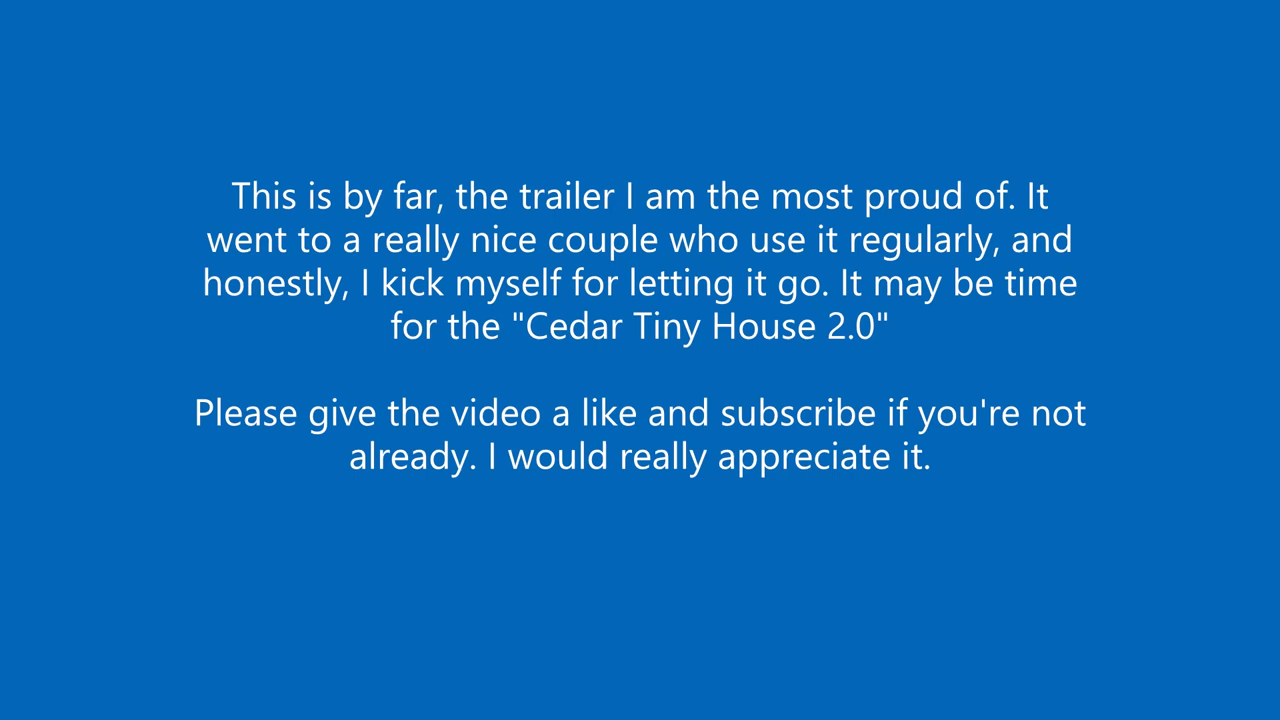 This is by far, the trailer I am the most proud of. It
went to a really nice couple who use it regularly, and
honestly, I kick myself for letting it go. It may be time
for the "Cedar Tiny House 2.0"
Please give the video a like and subscribe if you're not
already. I would really appreciate it.